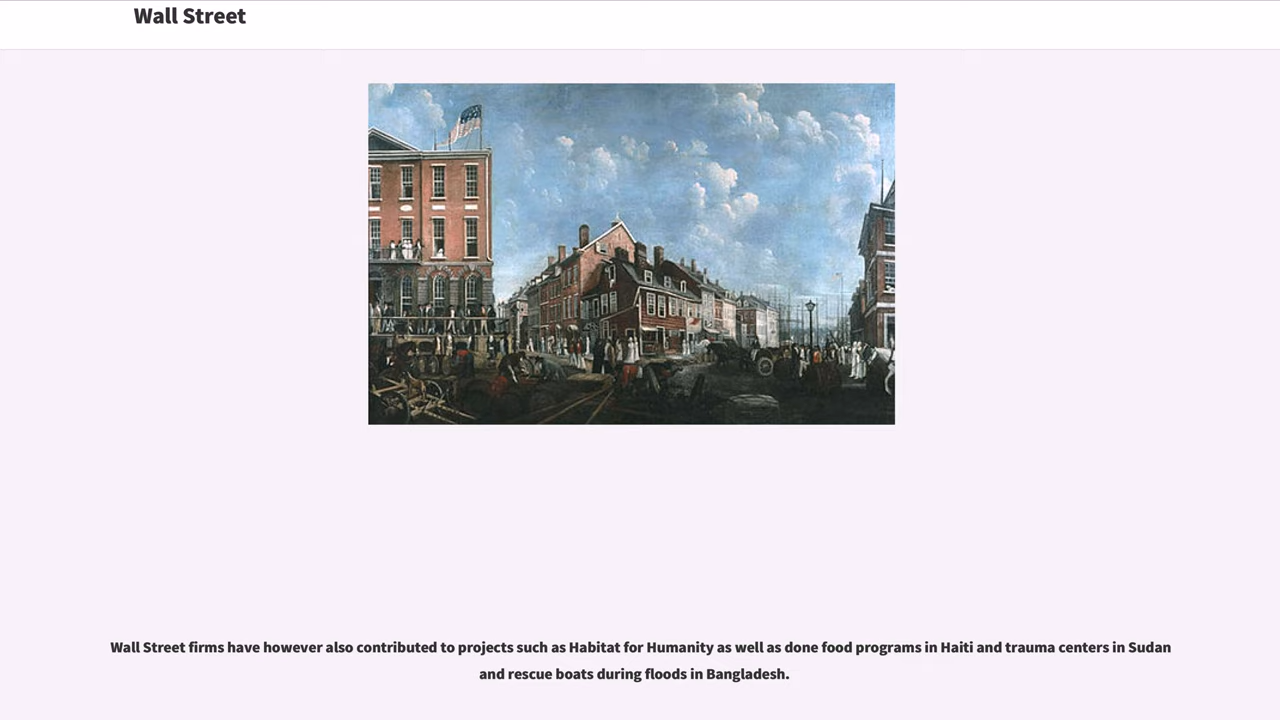 Wall Street
Wall Street firms have however also contributed to projects such as Habitat for Humanity as well as done food programs in Haiti and trauma centers in Sudan
and rescue boats during floods in Bangladesh.